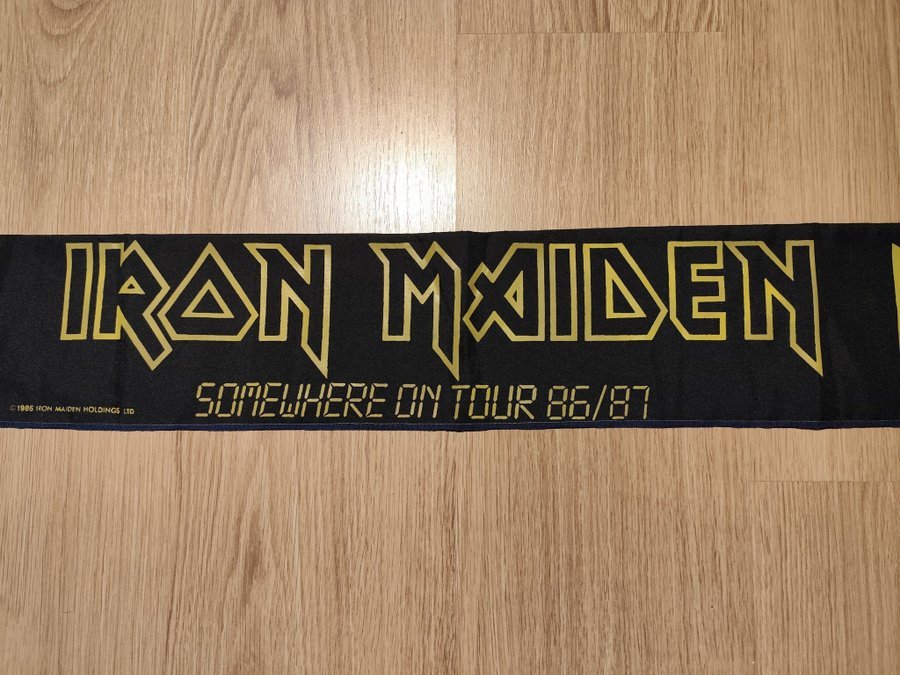 IRON MAIDEN
SOMEWHERE ON TOUR 86/87
©1986 IRON MAIDEN HOLDINGS LTD